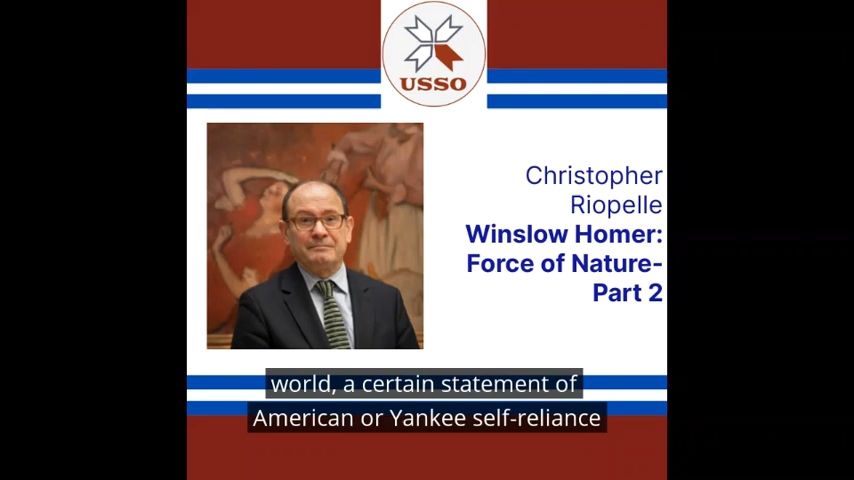 USSO
Christopher
Riopelle
Winslow Homer:
Force of Nature-
Part 2
world, a certain statement of
American or Yankee self-reliance